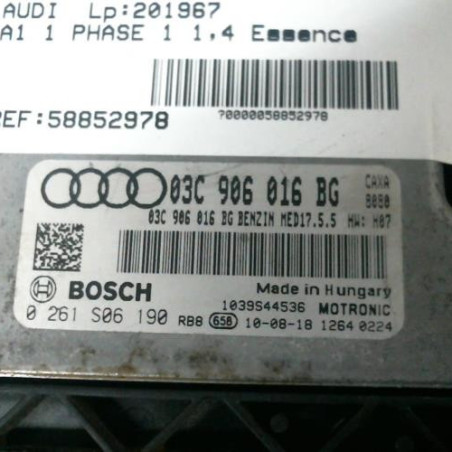 AUDI Lp:201967
A1 1 PHASE 1 1,4 Essence
REF:58852978
?0000058852978
03C 906 016 BG
CAXA
8080
03C 906 016 BG BENZIN MED17.5.5 HW: H07
BOSCH
Made in Hungary
1039S44536 MOTRONIC
0 261 S06 190 RB8 658 10-08-18 1264 0224